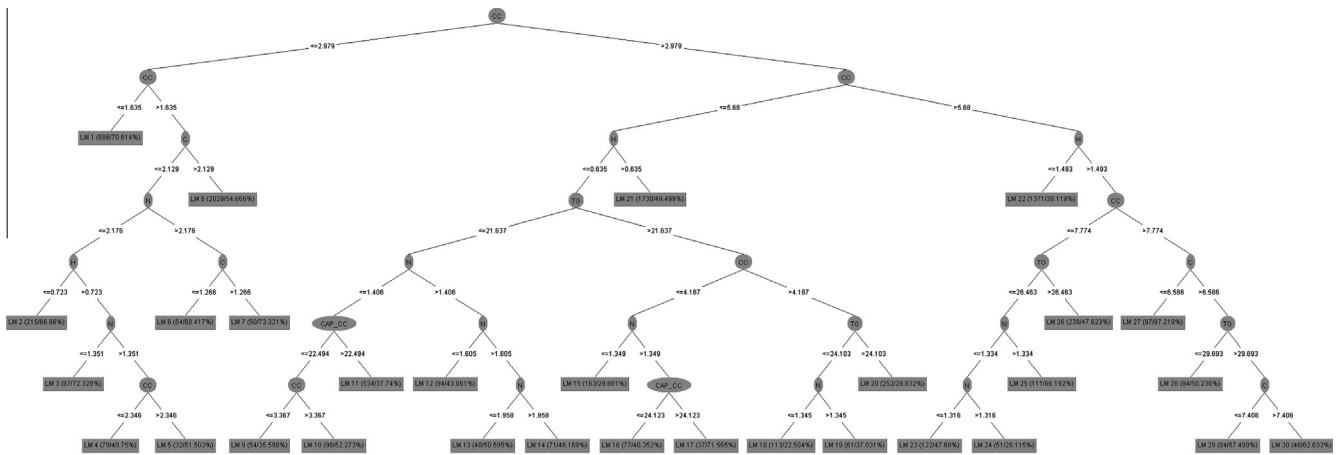 CC
<=2.979 >2.979
CC CC
<=1.635 >1.635 <=5.68 >5.68
LM 1 (686/70.614%) C H H
<=2.129 >2.129 <=0.635 >0.635 <=1.493 >1.493
N LM 8 (2029/54.666%) TG LM 21 (1738/49.499%) LM 22 (1371/38.119%) CC
<=2.176 >2.176 <=21.637 >21.637 <=7.774 >7.774
H C N CC TG C
<=0.723 >0.723 <=1.266 >1.266 <=1.406 >1.406 <=4.187 >4.187 <=26.463 >26.463 <=6.586 >6.586
LM 2 (215/66.86%) N LM 6 (54/60.417%) LM 7 (50/73.321%) CAP_CC N N TG N LM 26 (238/47.623%) LM 27 (97/97.219%) TG
<=1.351 >1.351 <=22.494 >22.494 <=1.605 >1.605 <=1.349 >1.349 <=24.103 >24.103 <=1.334 >1.334 <=29.693 >29.693
LM 3 (87/72.328%) CC CC LM 11 (534/37.74%) LM 12 (94/43.061%) N LM 15 (163/29.881%) CAP_CC N LM 20 (252/29.832%) N LM 25 (111/66.192%) LM 28 (94/50.236%) C
<=2.346 >2.346 <=3.367 >3.367 <=1.958 >1.958 <=24.123 >24.123 <=1.345 >1.345 <=1.316 >1.316 <=7.406 >7.406
LM 4 (79/49.75%) LM 5 (32/51.503%) LM 9 (54/35.598%) LM 10 (96/52.273%) LM 13 (48/50.595%) LM 14 (71/46.169%) LM 16 (77/40.352%) LM 17 (37/71.565%) LM 18 (113/22.504%) LM 19 (61/37.031%) LM 23 (122/47.68%) LM 24 (51/28.115%) LM 29 (84/57.499%) LM 30 (46/62.633%)